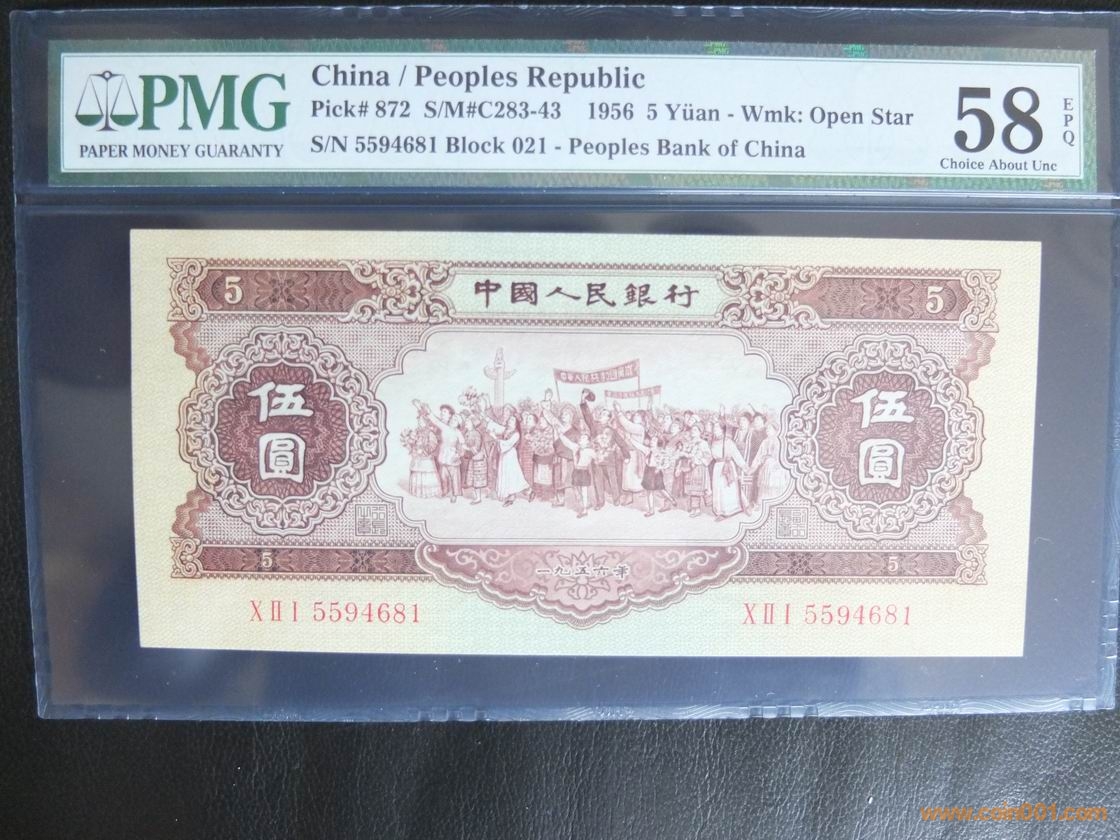 PMG
PAPER MONEY GUARANTY
China / Peoples Republic
Pick# 872 S/M#C283-43 1956 5 Yüan - Wmk: Open Star
S/N 5594681 Block 021 - Peoples Bank of China
58
EPQ
Choice About Unc
5 中國人民銀行 5
伍圓
伍圓
5 一九五六年 5
XⅡI 5594681 XⅡI 5594681
www.coin001.com